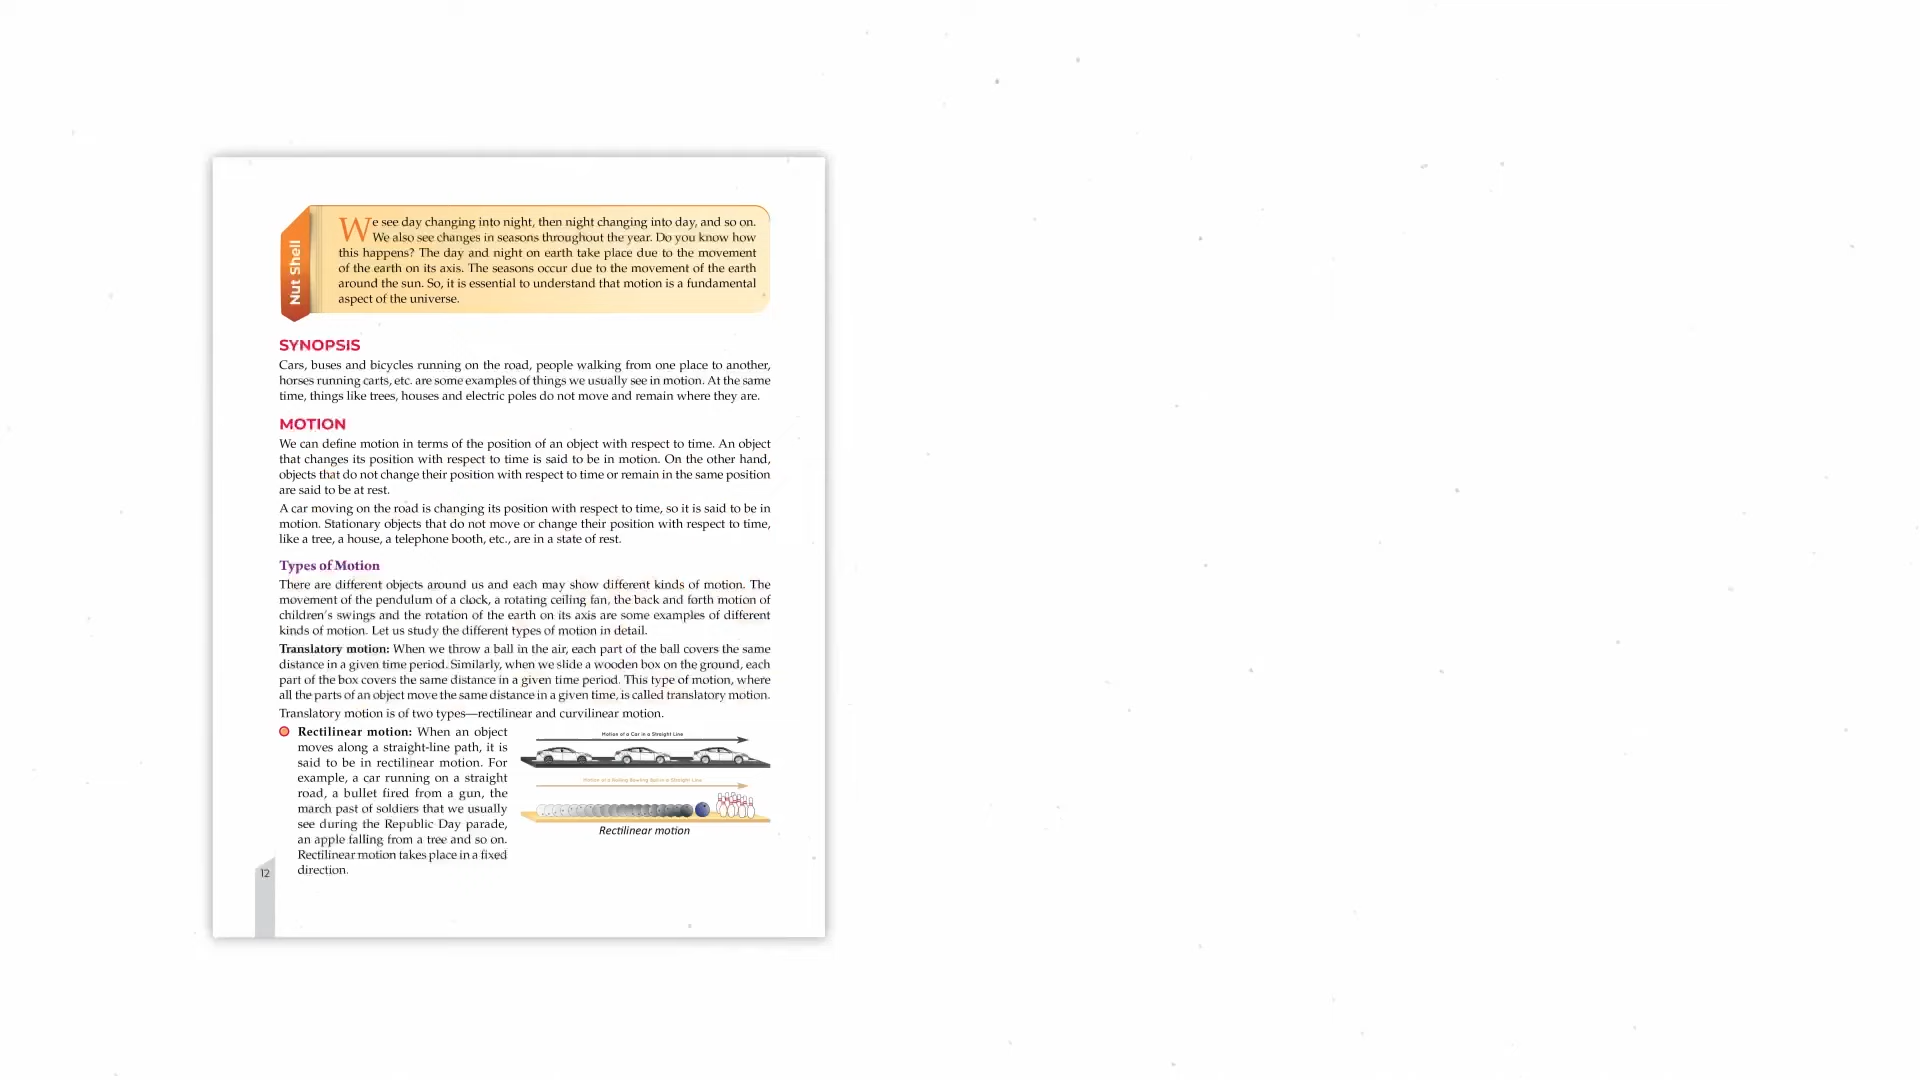 Nut Shell
We see day changing into night, then night changing into day, and so on.
We also see changes in seasons throughout the year. Do you know how
this happens? The day and night on earth take place due to the movement
of the earth on its axis. The seasons occur due to the movement of the earth
around the sun. So, it is essential to understand that motion is a fundamental
aspect of the universe.
SYNOPSIS
Cars, buses and bicycles running on the road, people walking from one place to another,
horses running carts, etc. are some examples of things we usually see in motion. At the same
time, things like trees, houses and electric poles do not move and remain where they are.
MOTION
We can define motion in terms of the position of an object with respect to time. An object
that changes its position with respect to time is said to be in motion. On the other hand,
objects that do not change their position with respect to time or remain in the same position
are said to be at rest.
A car moving on the road is changing its position with respect to time, so it is said to be in
motion. Stationary objects that do not move or change their position with respect to time,
like a tree, a house, a telephone booth, etc., are in a state of rest.
Types of Motion
There are different objects around us and each may show different kinds of motion. The
movement of the pendulum of a clock, a rotating ceiling fan, the back and forth motion of
children's swings and the rotation of the earth on its axis are some examples of different
kinds of motion. Let us study the different types of motion in detail.
Translatory motion: When we throw a ball in the air, each part of the ball covers the same
distance in a given time period. Similarly, when we slide a wooden box on the ground, each
part of the box covers the same distance in a given time period. This type of motion, where
all the parts of an object move the same distance in a given time, is called translatory motion.
Translatory motion is of two types—rectilinear and curvilinear motion.
Rectilinear motion: When an object
moves along a straight-line path, it is
said to be in rectilinear motion. For
example, a car running on a straight
road, a bullet fired from a gun, the
march past of soldiers that we usually
see during the Republic Day parade,
an apple falling from a tree and so on.
Rectilinear motion takes place in a fixed
direction.
Motion of a Car in a Straight Line
Motion of a Rolling Bowling Ball in a Straight Line
Rectilinear motion
12